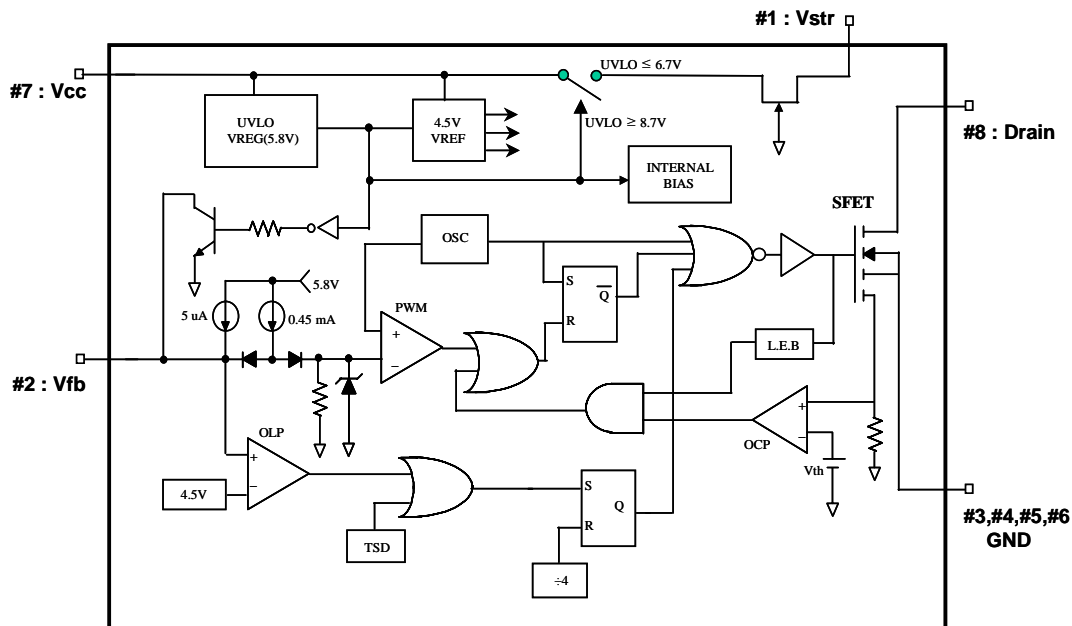 #1 : Vstr
#7 : Vcc
UVLO ≤ 6.7V
UVLO
VREG(5.8V)
4.5V
VREF
UVLO ≥ 8.7V
#8 : Drain
INTERNAL
BIAS
SFET
OSC
5.8V
5 uA
0.45 mA
PWM
+
−
S
Q
R
L.E.B
#2 : Vfb
OLP
+
−
4.5V
OCP
+
−
Vth
S
Q
R
TSD
÷4
#3,#4,#5,#6
GND